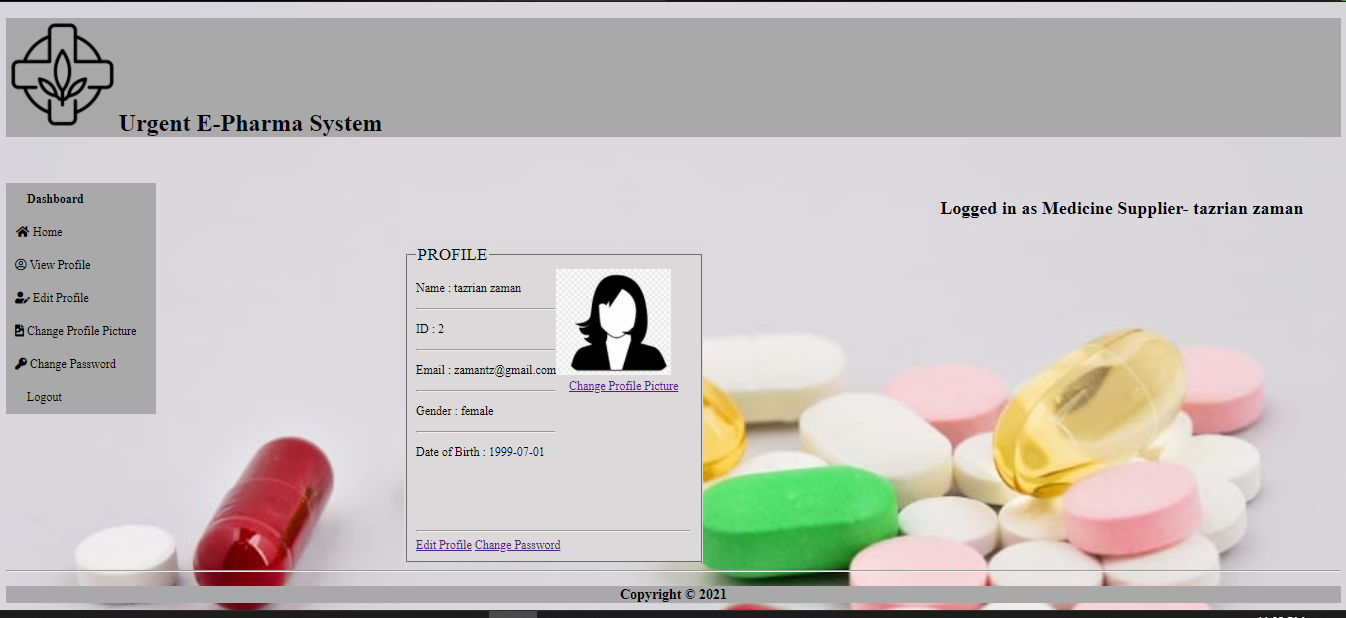 Urgent E-Pharma System
Dashboard
Home
View Profile
Edit Profile
Change Profile Picture
Change Password
Logout
Logged in as Medicine Supplier- tazrian zaman
PROFILE
Name : tazrian zaman
ID : 2
Email : zamantz@gmail.com
Gender : female
Date of Birth : 1999-07-01
Change Profile Picture
Edit Profile Change Password
Copyright © 2021